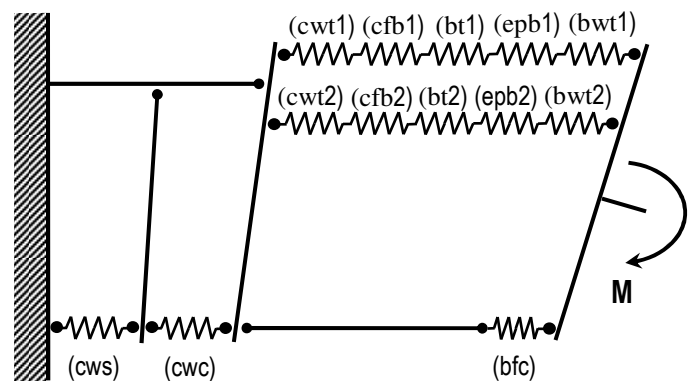 (cwt1) (cfb1) (bt1) (epb1) (bwt1)
(cwt2) (cfb2) (bt2) (epb2) (bwt2)
M
(cws) (cwc) (bfc)